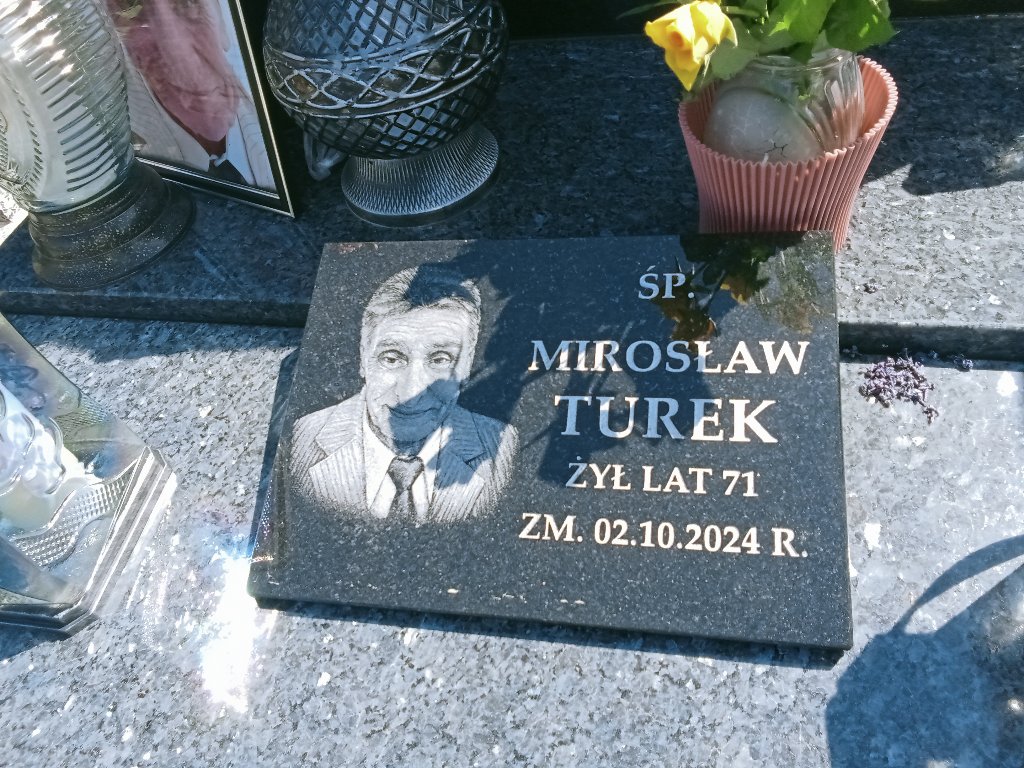 ŚP.
MIROSŁAW
TUREK
ŻYŁ LAT 71
ZM. 02.10.2024 R.